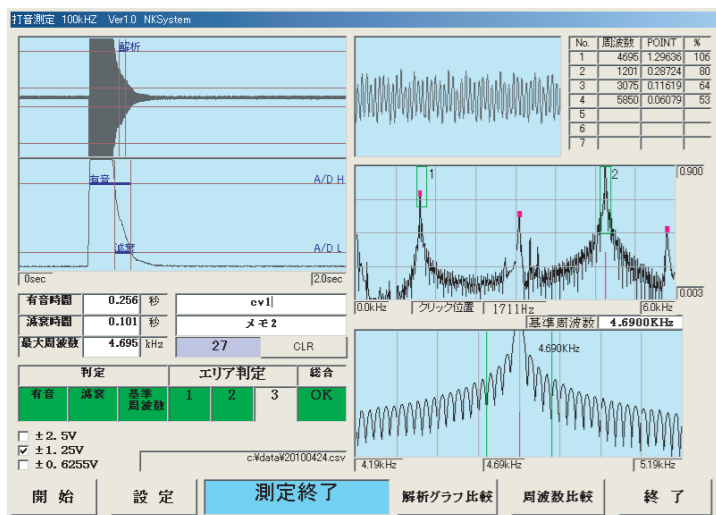 打音測定 100kHZ Ver1.0 NKSystem
解析
有音
A/D H
減衰
A/D L
0sec
2.0sec
No. 周波数 POINT %
1 4695 1.29636 106
2 1201 0.28724 80
3 3075 0.11619 64
4 5850 0.06079 53
5
6
7
1
2
0.900
0.003
0.0kHz
クリック位置 1711Hz
6.0kHz
基準周波数 4.6900KHz
4.690KHz
4.19kHz
4.69kHz
5.19kHz
有音時間 0.256 秒
cv1
減衰時間 0.101 秒
メモ2
最大周波数 4.695 kHz
27
CLR
判定
エリア判定
総合
有音 減衰 基準周波数 1 2 3 OK
±2.5V
±1.25V
±0.6255V
c:¥data¥20100424.csv
開始
設定
測定終了
解析グラフ比較
周波数比較
終了